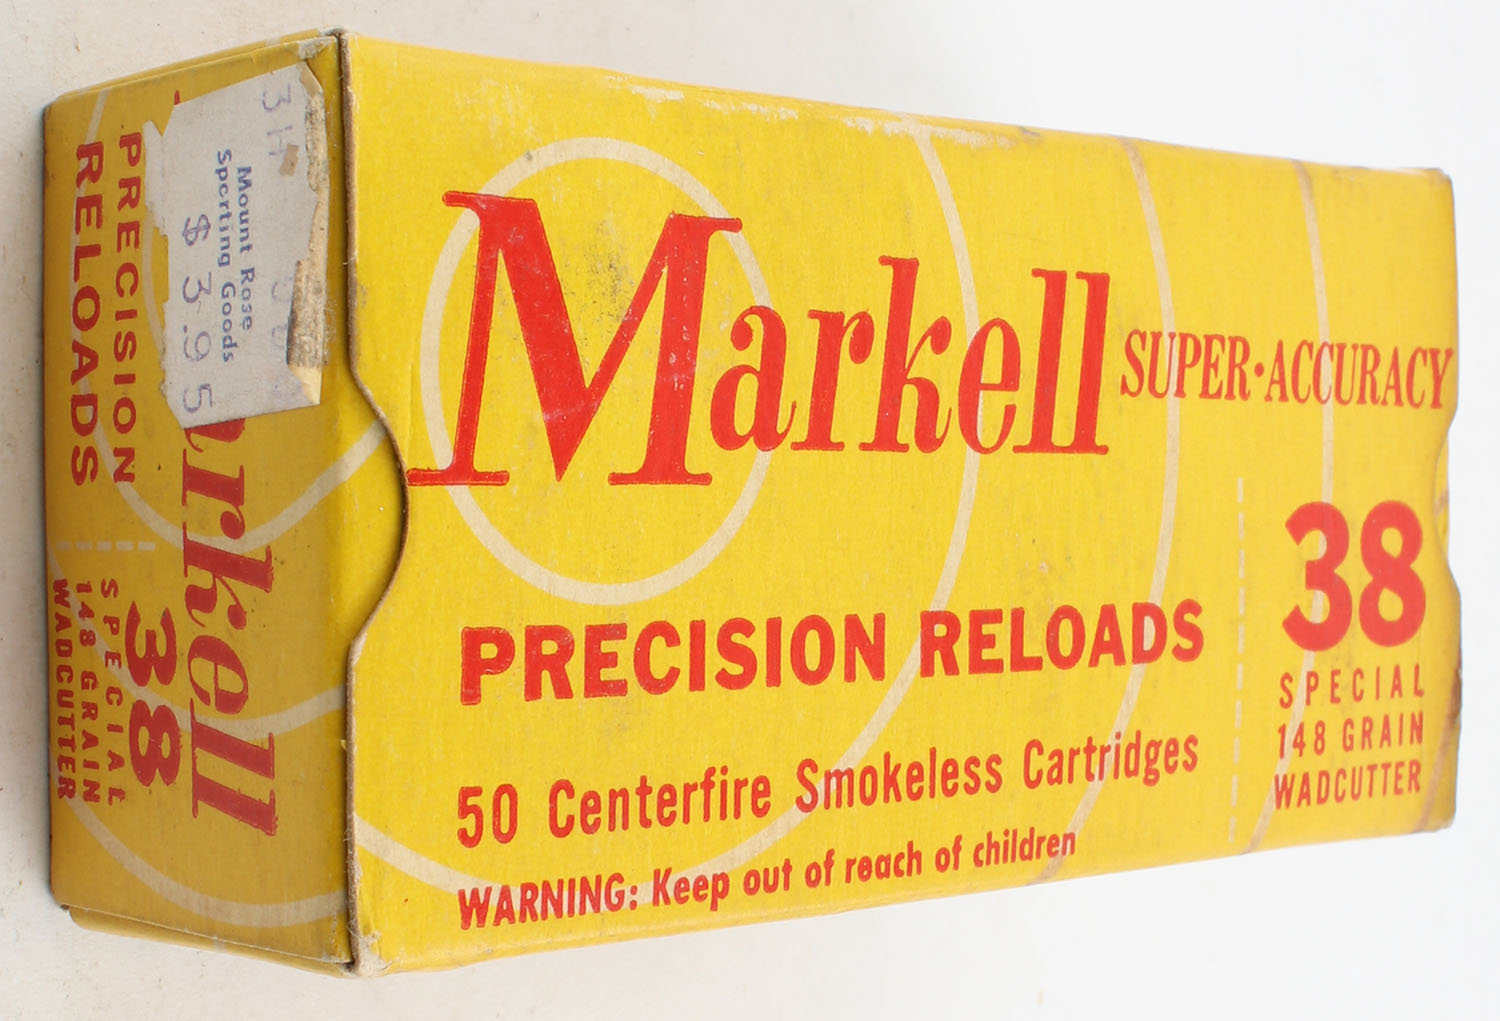 Markell SUPER·ACCURACY
PRECISION RELOADS
50 Centerfire Smokeless Cartridges
WARNING: Keep out of reach of children
38
SPECIAL
148 GRAIN
WADCUTTER
Mount Rose
Sporting Goods
$3.95
arkell
PRECISION
RELOADS
38
SPECIAL
148 GRAIN
WADCUTTER